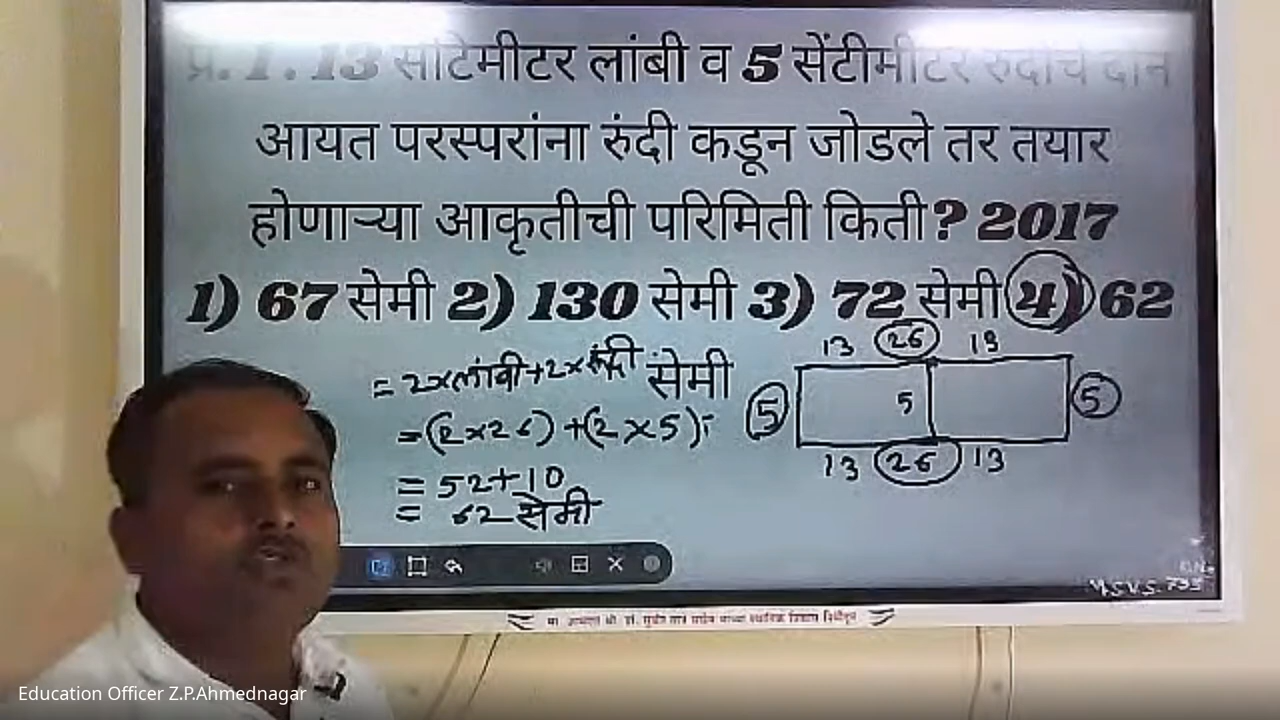 प्र. 1. 13 सेंटिमीटर लांबी व 5 सेंटीमीटर रुंदीचे दोन
आयत परस्परांना रुंदी कडून जोडले तर तयार
होणाऱ्या आकृतीची परिमिती किती? 2017
1) 67 सेमी 2) 130 सेमी 3) 72 सेमी 4) 62
सेमी
13 26 13
= 2×लांबी+2×रुंदी
5 5 5
=(2×26)+(2×5)
13 26 13
= 52+10
= 62 सेमी
Education Officer Z.P.Ahmednagar